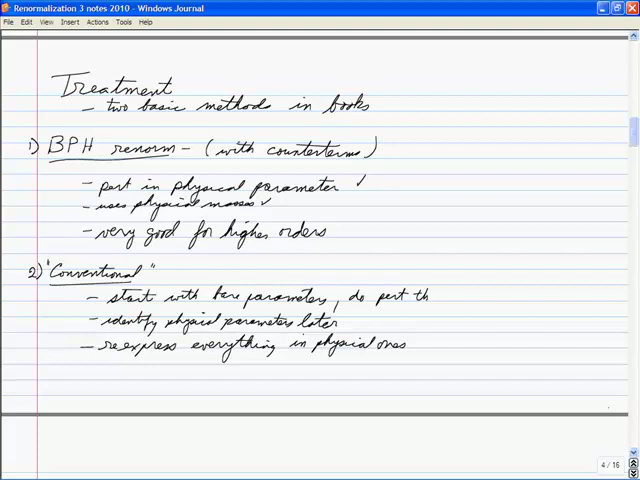 Renormalization 3 notes 2010 - Windows Journal
File Edit View Insert Actions Tools Help
Treatment
- two basic methods in books
1) BPH renorm - (with counterterms)
- pert in physical parameter ✓
- uses physical masses ✓
- very good for higher orders
2) "Conventional"
- start with bare parameters, do pert th
- identify physical parameters later
- re express everything in physical ones
4 / 16